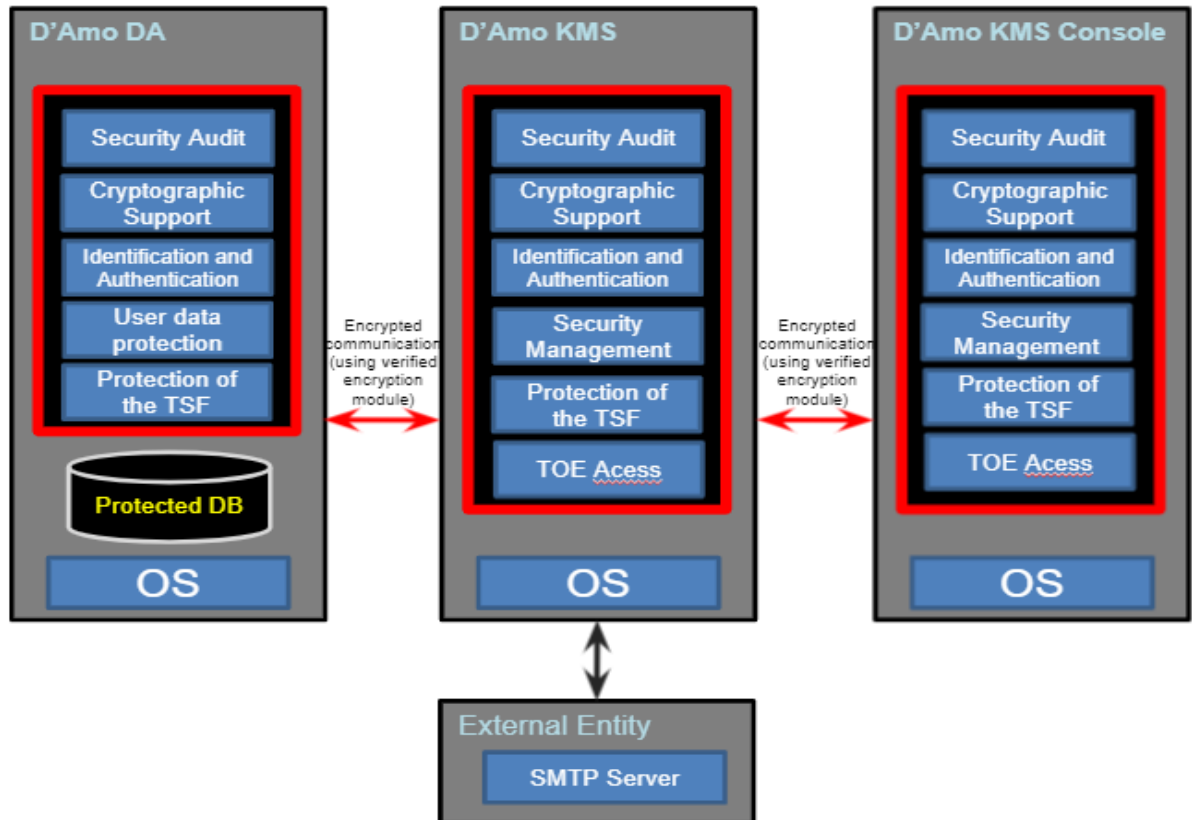 D'Amo DA
Security Audit
Cryptographic
Support
Identification and
Authentication
User data
protection
Protection of
the TSF
Protected DB
OS
Encrypted
communication
(using verified
encryption
module)
D'Amo KMS
Security Audit
Cryptographic
Support
Identification and
Authentication
Security
Management
Protection of
the TSF
TOE Acess
OS
Encrypted
communication
(using verified
encryption
module)
D'Amo KMS Console
Security Audit
Cryptographic
Support
Identification and
Authentication
Security
Management
Protection of
the TSF
TOE Acess
OS
External Entity
SMTP Server